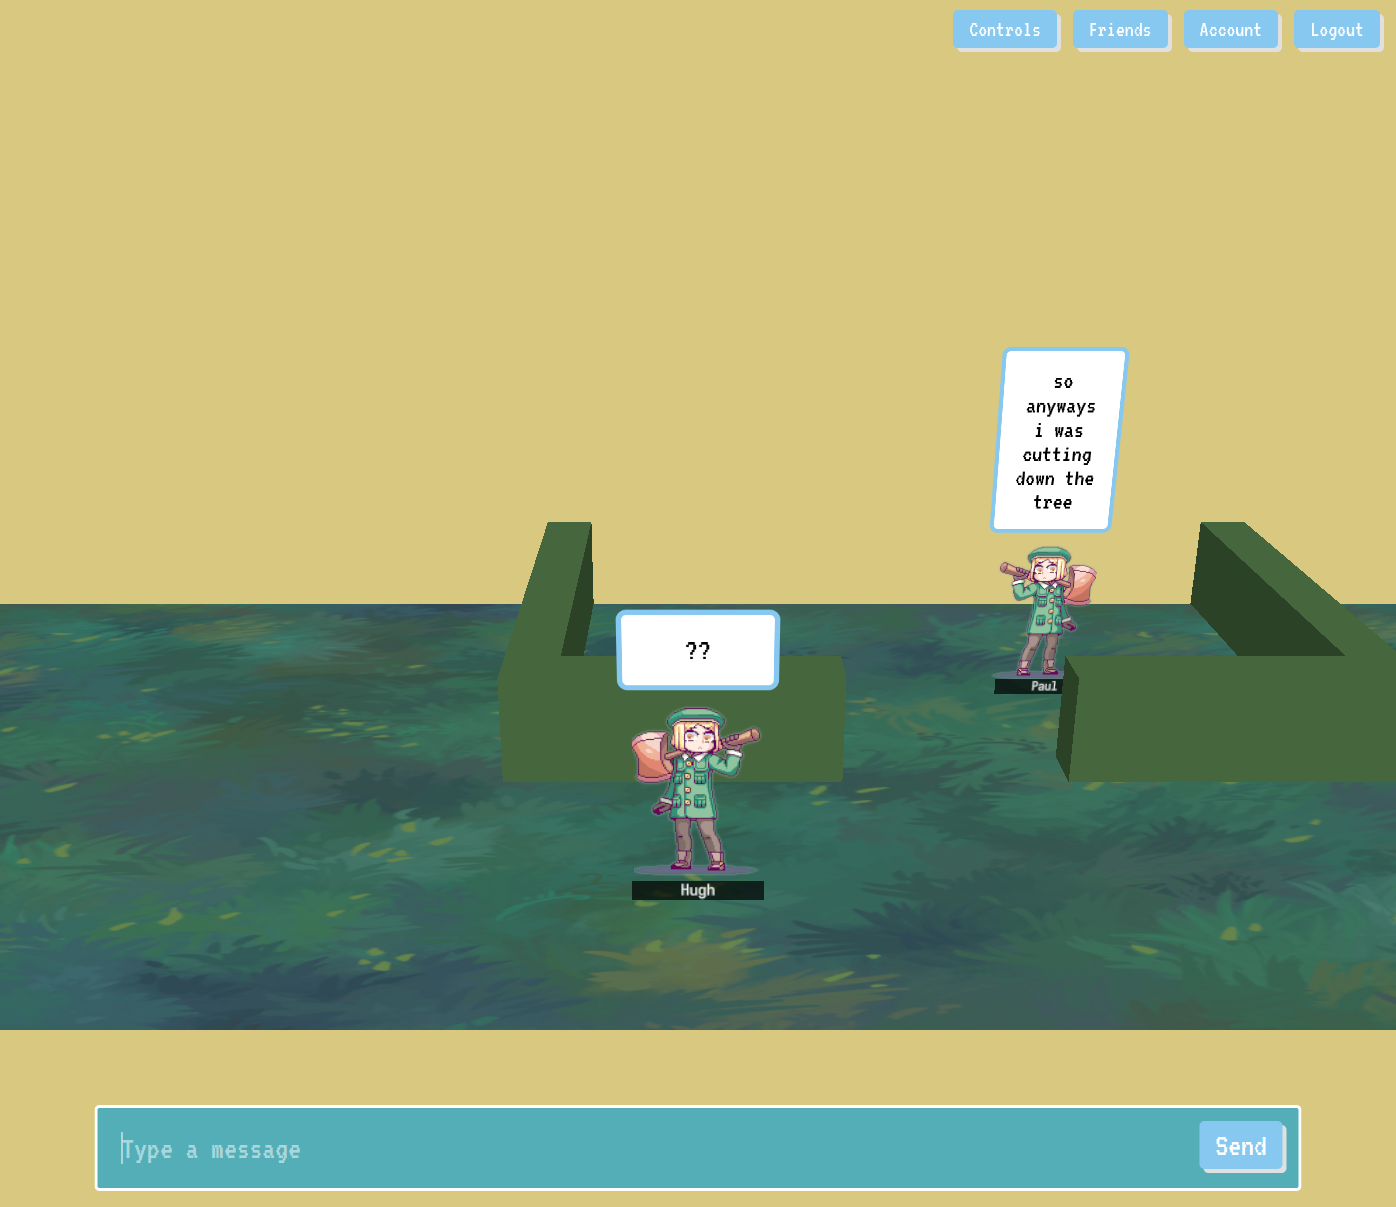 Controls Friends Account Logout
so
anyways
i was
cutting
down the
tree
??
Paul
Hugh
Type a message
Send